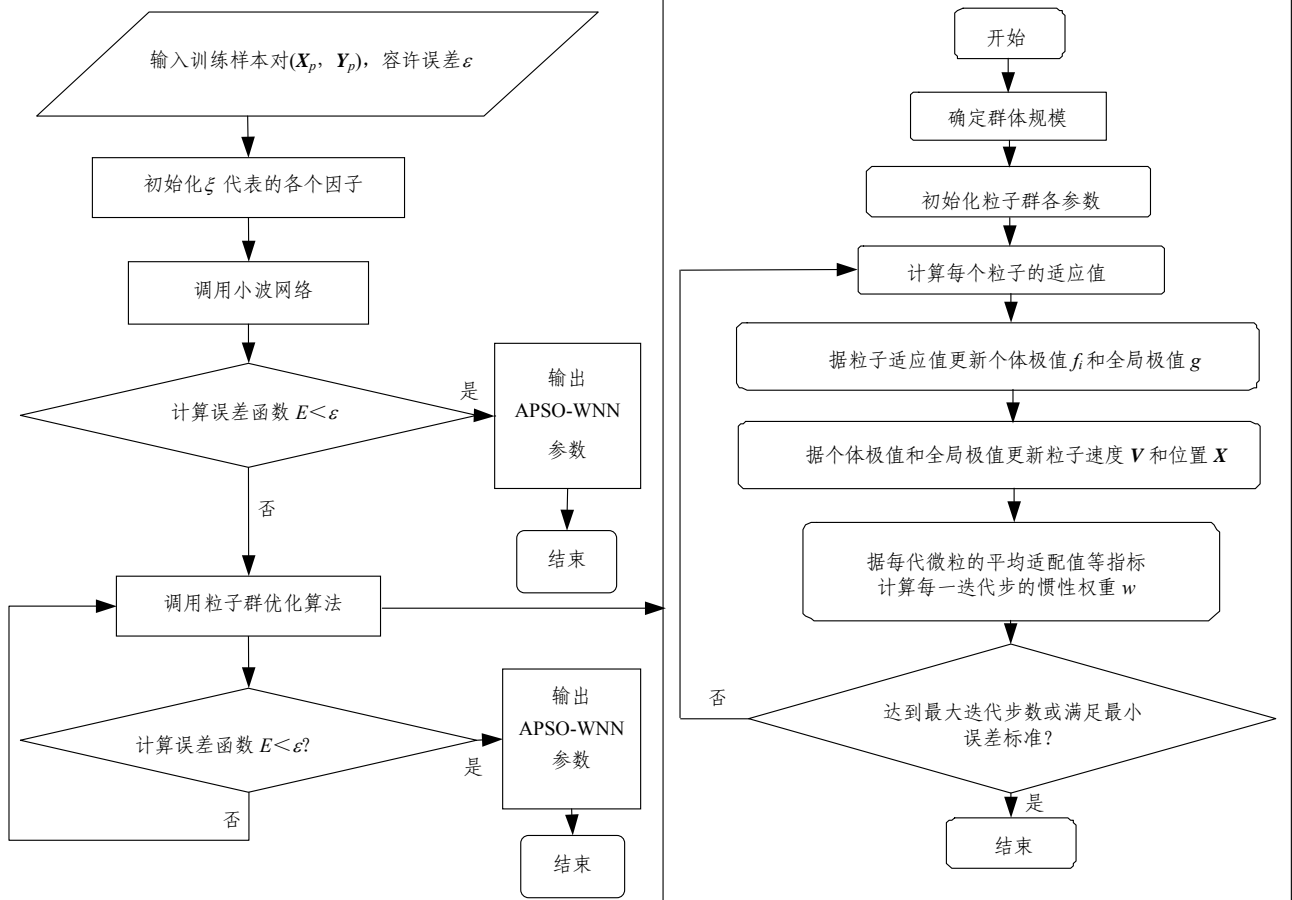 输入训练样本对(Xp, Yp),容许误差ε
初始化ξ 代表的各个因子
调用小波网络
计算误差函数 E<ε
是
输出
APSO-WNN
参数
结束
否
调用粒子群优化算法
计算误差函数 E<ε?
是
输出
APSO-WNN
参数
结束
否
开始
确定群体规模
初始化粒子群各参数
计算每个粒子的适应值
据粒子适应值更新个体极值 fi 和全局极值 g
据个体极值和全局极值更新粒子速度 V 和位置 X
据每代微粒的平均适配值等指标
计算每一迭代步的惯性权重 w
否
达到最大迭代步数或满足最小
误差标准?
是
结束